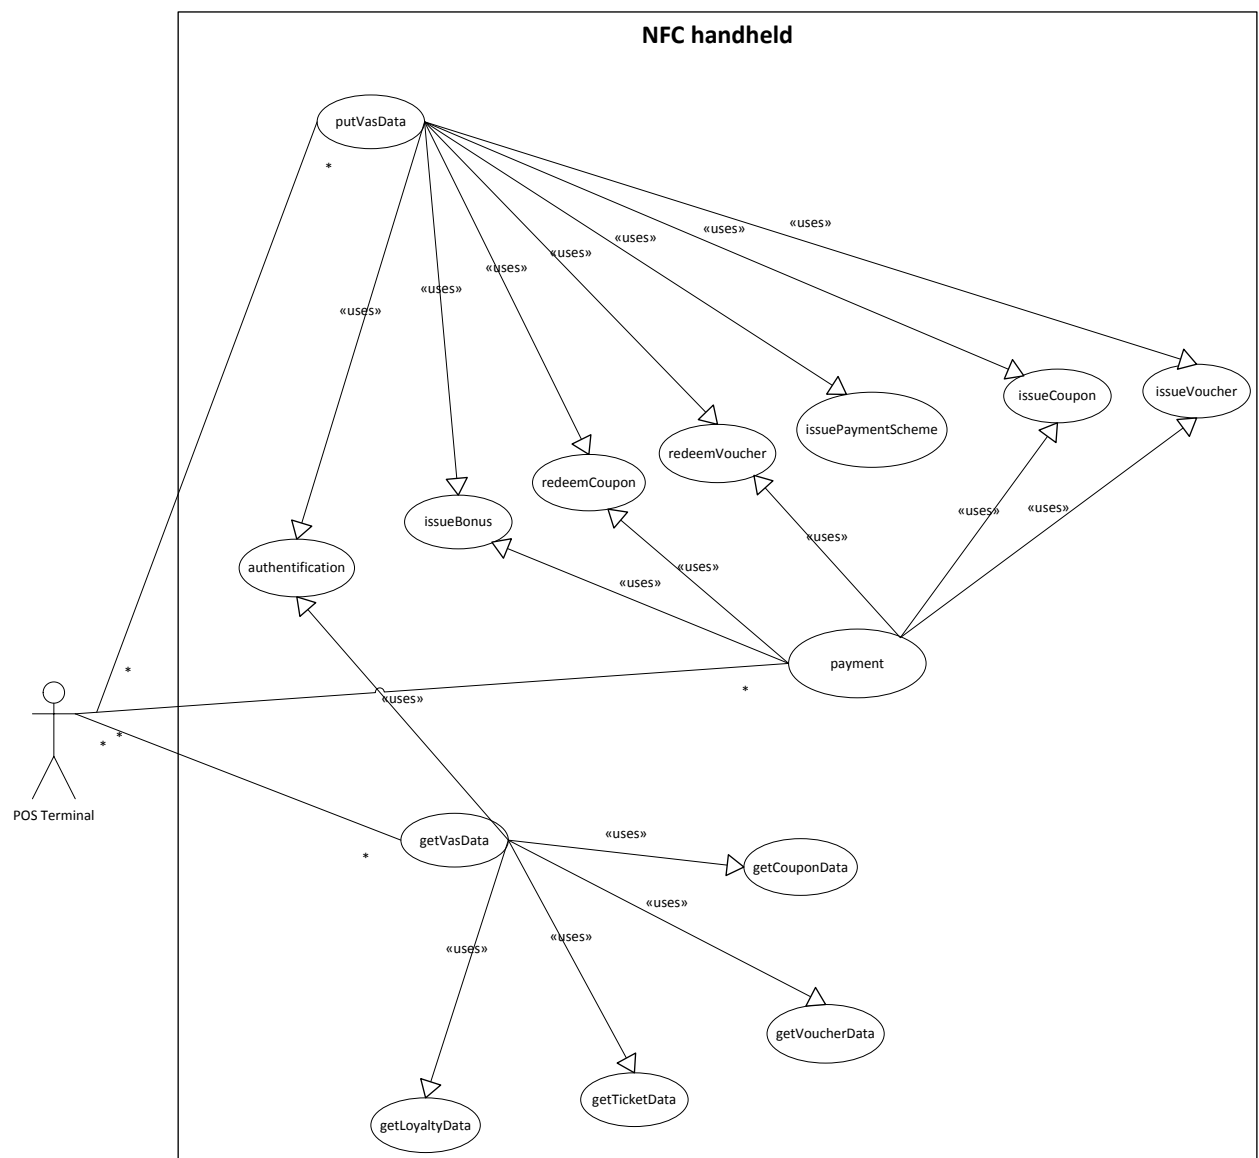 NFC handheld
putVasData
*
«uses»
«uses»
«uses»
«uses»
«uses»
«uses»
«uses»
issueVoucher
issueCoupon
issuePaymentScheme
redeemVoucher
redeemCoupon
issueBonus
authentification
«uses»
«uses»
«uses»
«uses»
«uses»
payment
*
*
«uses»
*
*
POS Terminal
getVasData
*
«uses»
getCouponData
«uses»
«uses»
«uses»
getVoucherData
getTicketData
getLoyaltyData